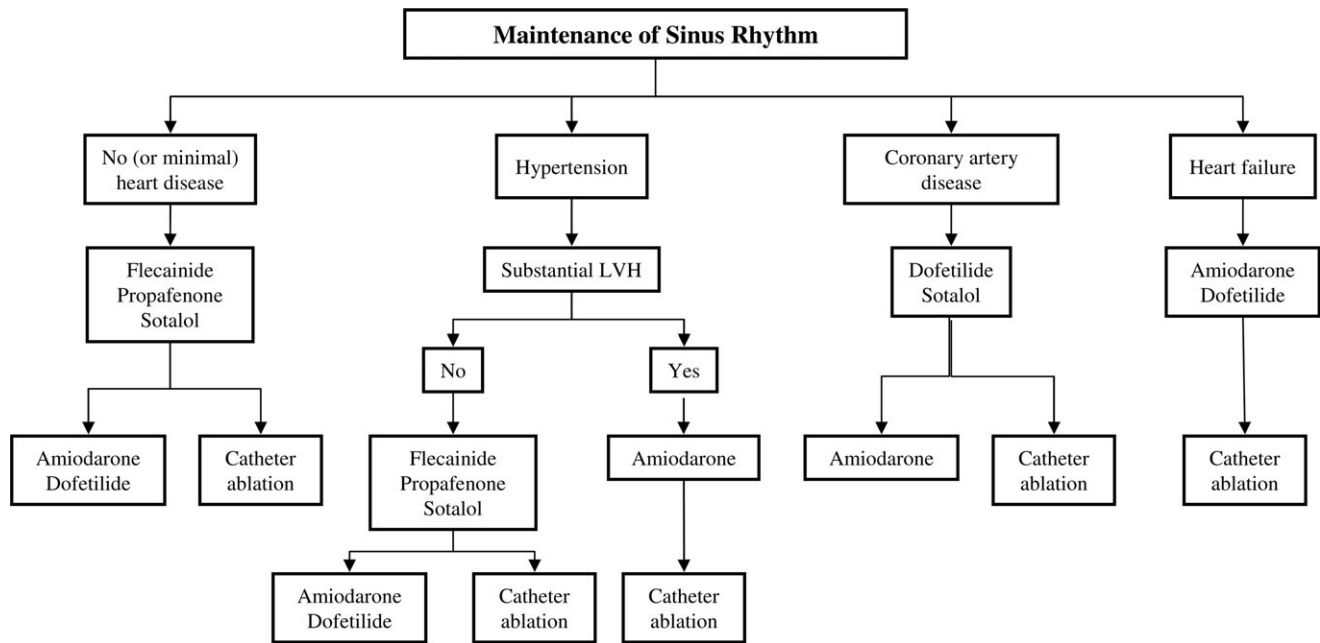 Maintenance of Sinus Rhythm
No (or minimal)
heart disease
Hypertension
Coronary artery
disease
Heart failure
Flecainide
Propafenone
Sotalol
Substantial LVH
Dofetilide
Sotalol
Amiodarone
Dofetilide
No
Yes
Amiodarone
Dofetilide
Catheter
ablation
Flecainide
Propafenone
Sotalol
Amiodarone
Amiodarone
Catheter
ablation
Catheter
ablation
Amiodarone
Dofetilide
Catheter
ablation
Catheter
ablation